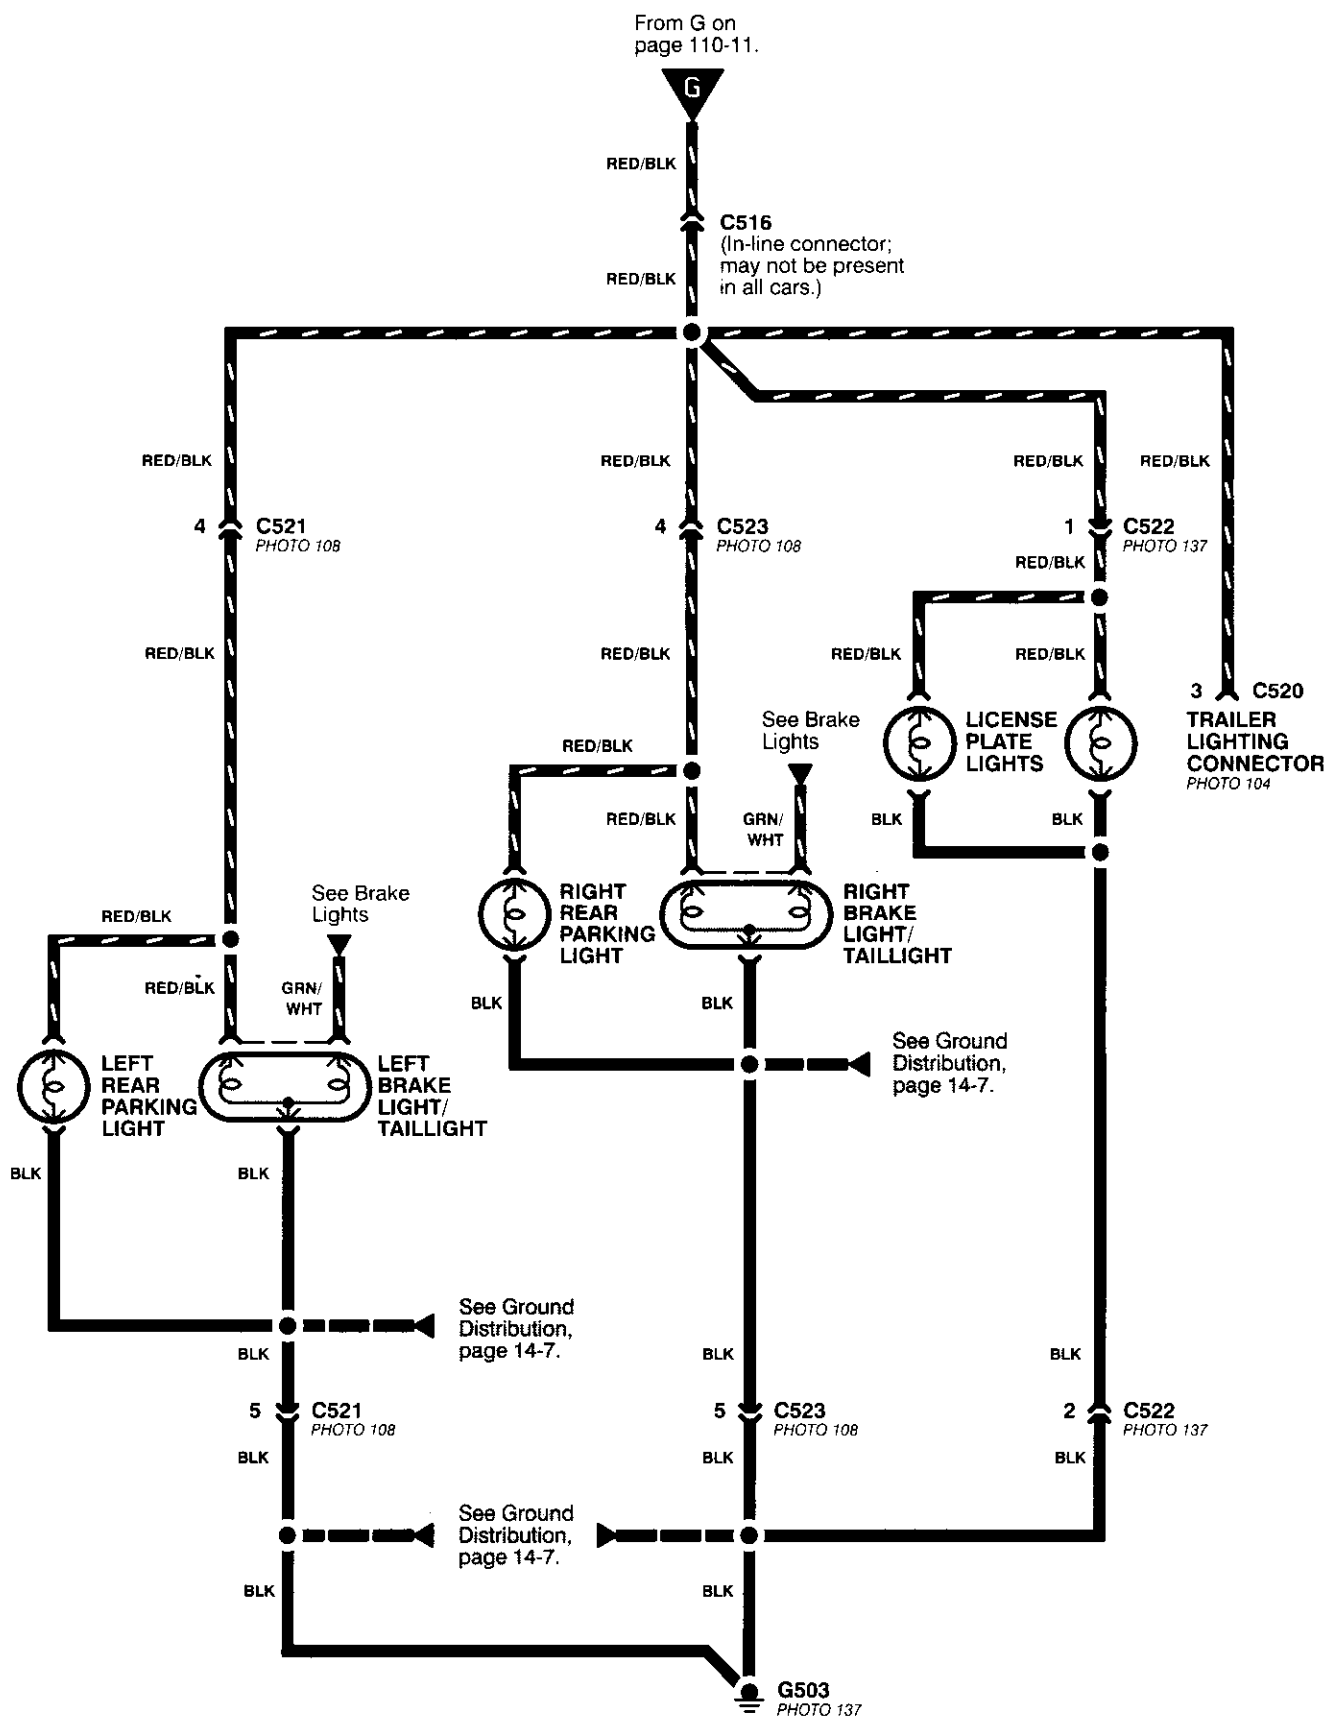 From G on
page 110-11.
G
RED/BLK
C516
(In-line connector;
may not be present
in all cars.)
RED/BLK
RED/BLK
RED/BLK
RED/BLK
RED/BLK
4
C521
PHOTO 108
4
C523
PHOTO 108
1
C522
PHOTO 137
RED/BLK
RED/BLK
RED/BLK
RED/BLK
RED/BLK
3
C520
TRAILER
LIGHTING
CONNECTOR
PHOTO 104
LICENSE
PLATE
LIGHTS
See Brake
Lights
RED/BLK
RED/BLK
GRN/
WHT
BLK
BLK
RIGHT
REAR
PARKING
LIGHT
RIGHT
BRAKE
LIGHT/
TAILLIGHT
See Brake
Lights
RED/BLK
RED/BLK
GRN/
WHT
BLK
BLK
See Ground
Distribution,
page 14-7.
LEFT
REAR
PARKING
LIGHT
LEFT
BRAKE
LIGHT/
TAILLIGHT
BLK
BLK
See Ground
Distribution,
page 14-7.
BLK
BLK
BLK
5
C521
PHOTO 108
5
C523
PHOTO 108
2
C522
PHOTO 137
BLK
BLK
BLK
See Ground
Distribution,
page 14-7.
BLK
BLK
G503
PHOTO 137